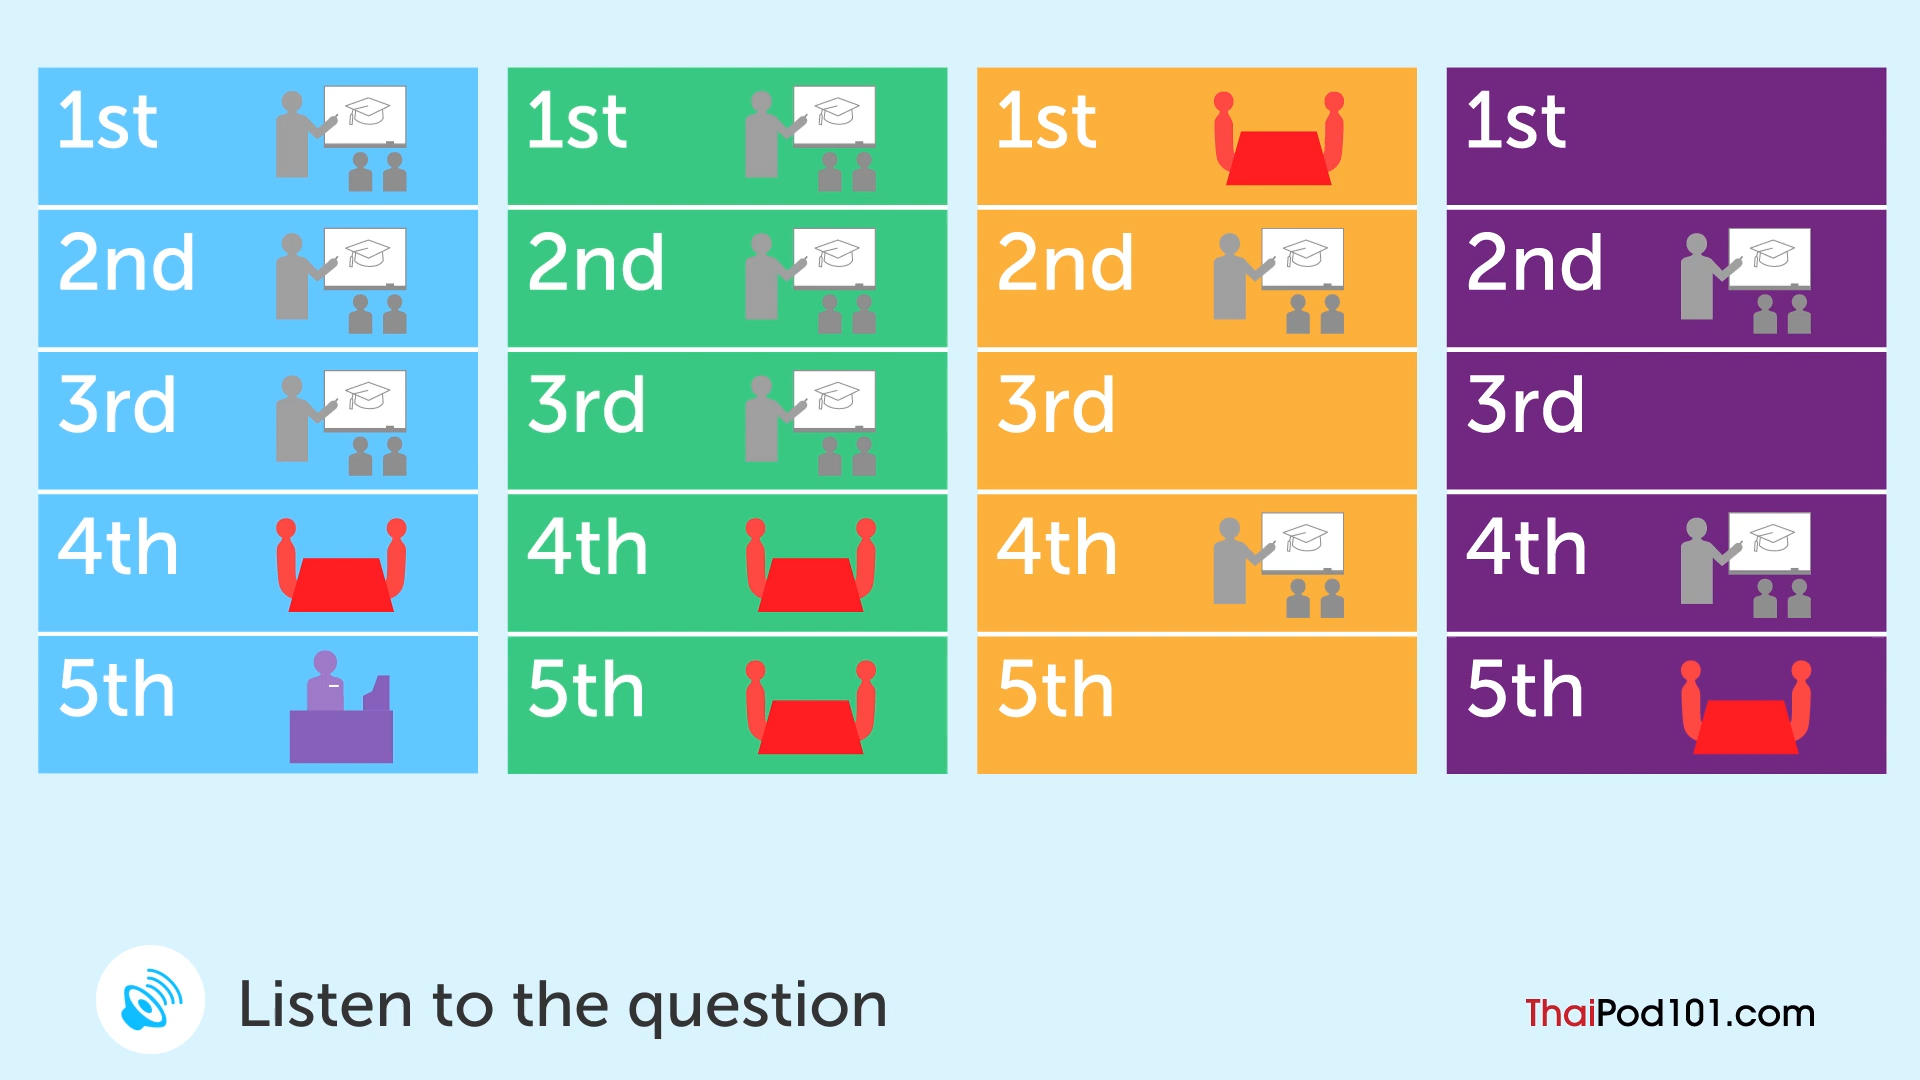 1st
2nd
3rd
4th
5th
1st
2nd
3rd
4th
5th
1st
2nd
3rd
4th
5th
1st
2nd
3rd
4th
5th
Listen to the question
ThaiPod101.com